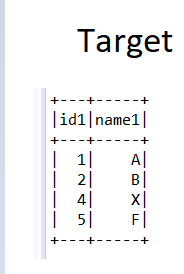 Target
+---+-----+
|id1|name1|
+---+-----+
|  1|    A|
|  2|    B|
|  4|    X|
|  5|    F|
+---+-----+